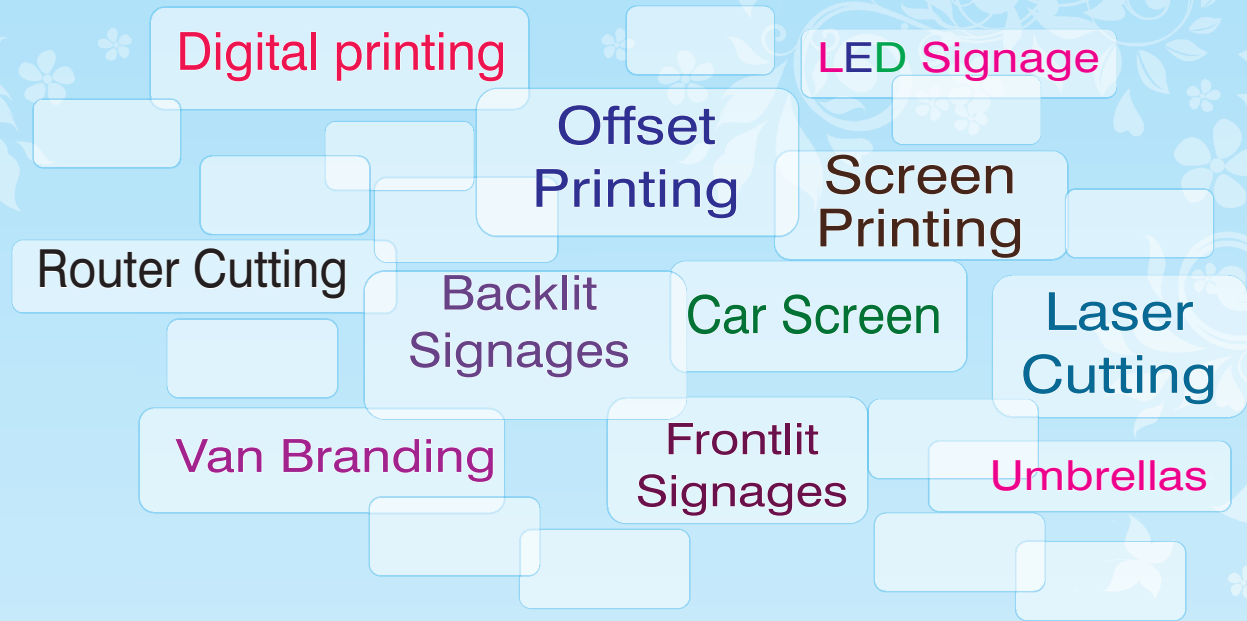 Digital printing
LED Signage
Offset
Printing
Screen
Printing
Router Cutting
Backlit
Signages
Car Screen
Laser
Cutting
Van Branding
Frontlit
Signages
Umbrellas